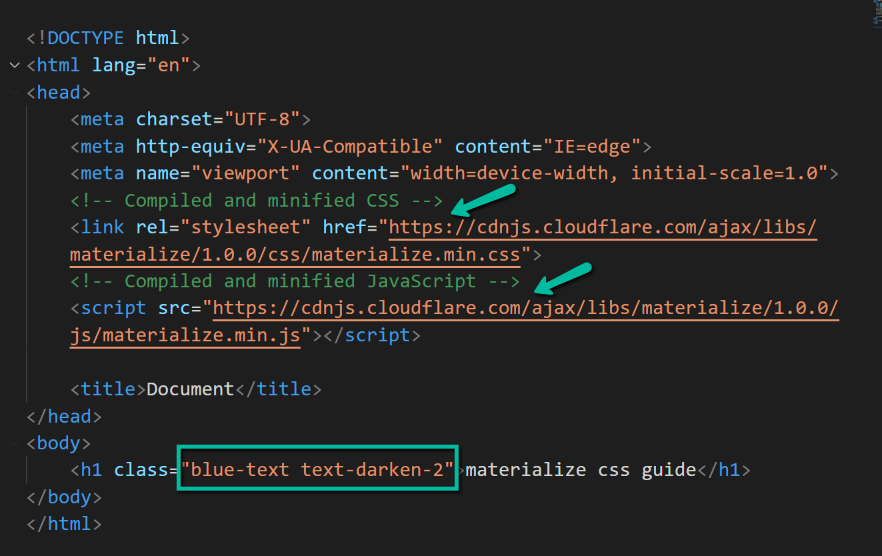 <!DOCTYPE html>
<html lang="en">
<head>
<meta charset="UTF-8">
<meta http-equiv="X-UA-Compatible" content="IE=edge">
<meta name="viewport" content="width=device-width, initial-scale=1.0">
<!-- Compiled and minified CSS -->
<link rel="stylesheet" href="https://cdnjs.cloudflare.com/ajax/libs/
materialize/1.0.0/css/materialize.min.css">
<!-- Compiled and minified JavaScript -->
<script src="https://cdnjs.cloudflare.com/ajax/libs/materialize/1.0.0/
js/materialize.min.js"></script>
<title>Document</title>
</head>
<body>
<h1 class="blue-text text-darken-2">materialize css guide</h1>
</body>
</html>